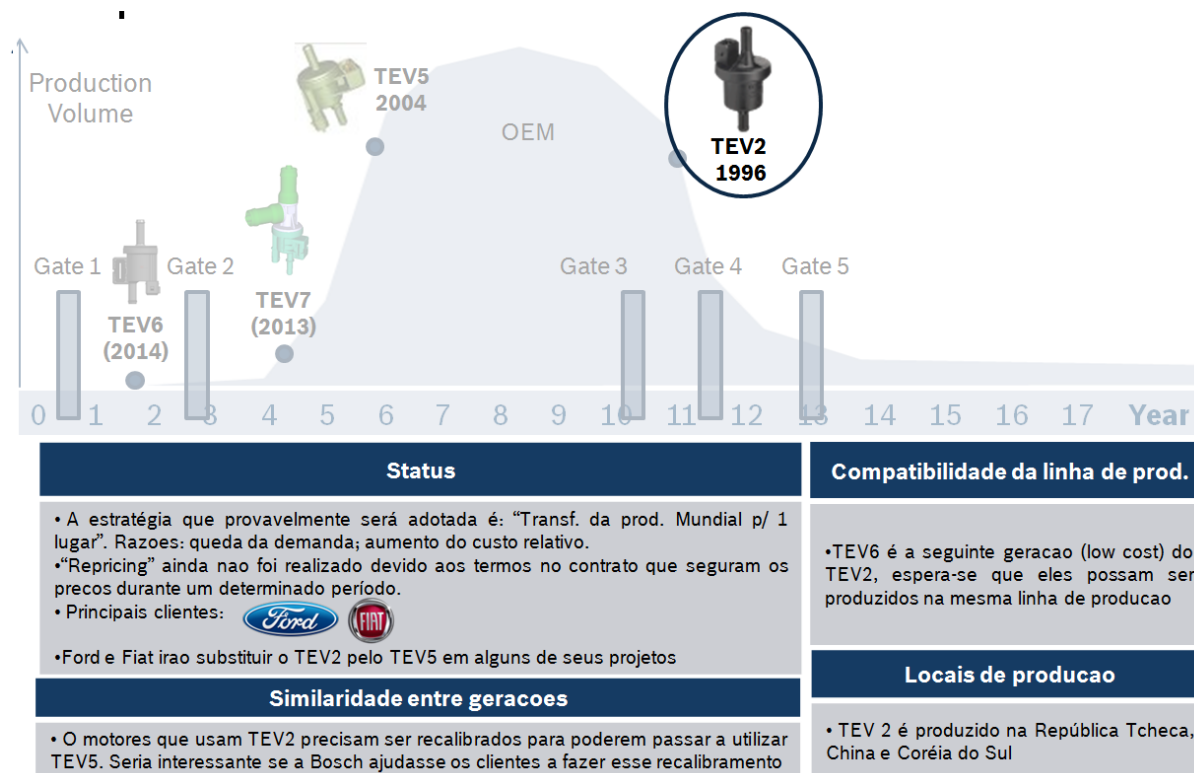 Production
Volume
TEV5
2004
OEM
TEV2
1996
Gate 1
Gate 2
Gate 3
Gate 4
Gate 5
TEV6
(2014)
TEV7
(2013)
0 1 2 3 4 5 6 7 8 9 10 11 12 13 14 15 16 17 Year
Status
• A estratégia que provavelmente será adotada é: “Transf. da prod. Mundial p/ 1
lugar”. Razoes: queda da demanda; aumento do custo relativo.
•“Repricing” ainda nao foi realizado devido aos termos no contrato que seguram os
precos durante um determinado período.
• Principais clientes: Ford FIAT
•Ford e Fiat irao substituir o TEV2 pelo TEV5 em alguns de seus projetos
Similaridade entre geracoes
• O motores que usam TEV2 precisam ser recalibrados para poderem passar a utilizar
TEV5. Seria interessante se a Bosch ajudasse os clientes a fazer esse recalibramento
Compatibilidade da linha de prod.
•TEV6 é a seguinte geracao (low cost) do
TEV2, espera-se que eles possam ser
produzidos na mesma linha de producao
Locais de producao
• TEV 2 é produzido na República Tcheca,
China e Coréia do Sul